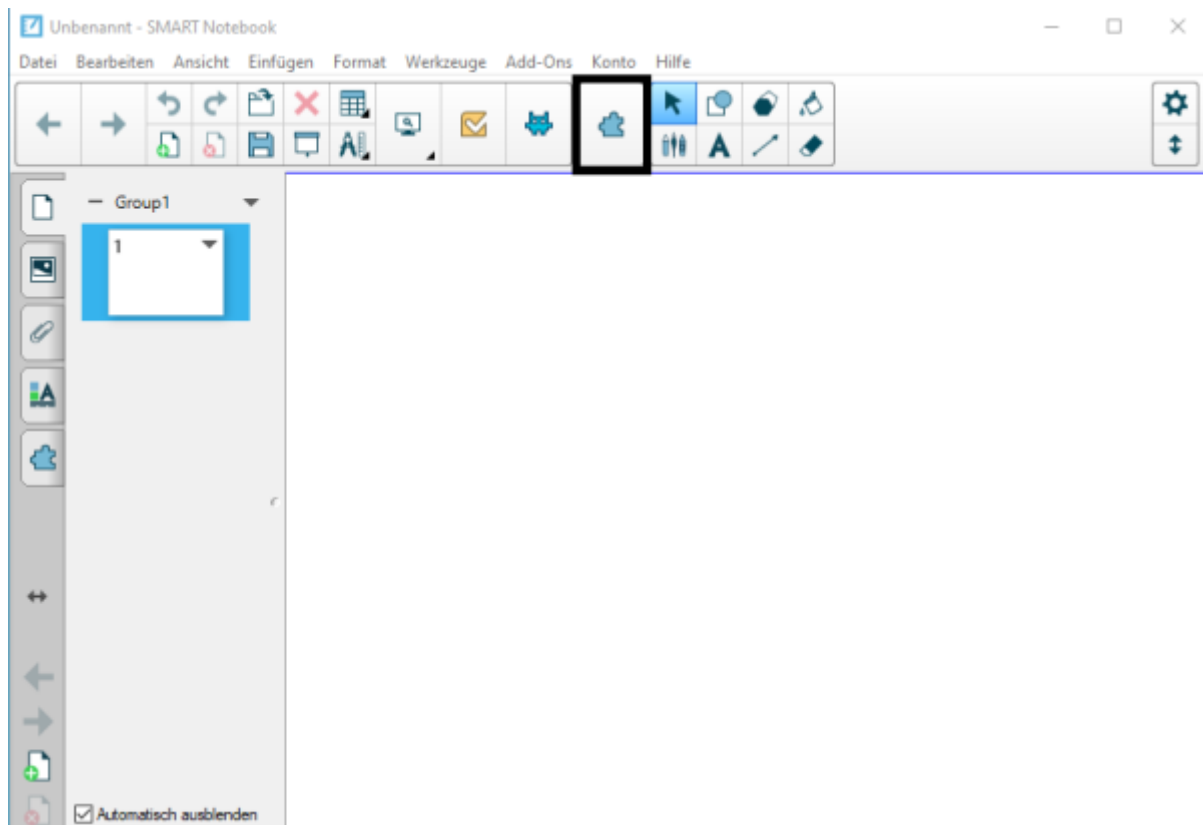 Unbenannt - SMART Notebook
Datei Bearbeiten Ansicht Einfügen Format Werkzeuge Add-Ons Konto Hilfe
Group1
1
Automatisch ausblenden